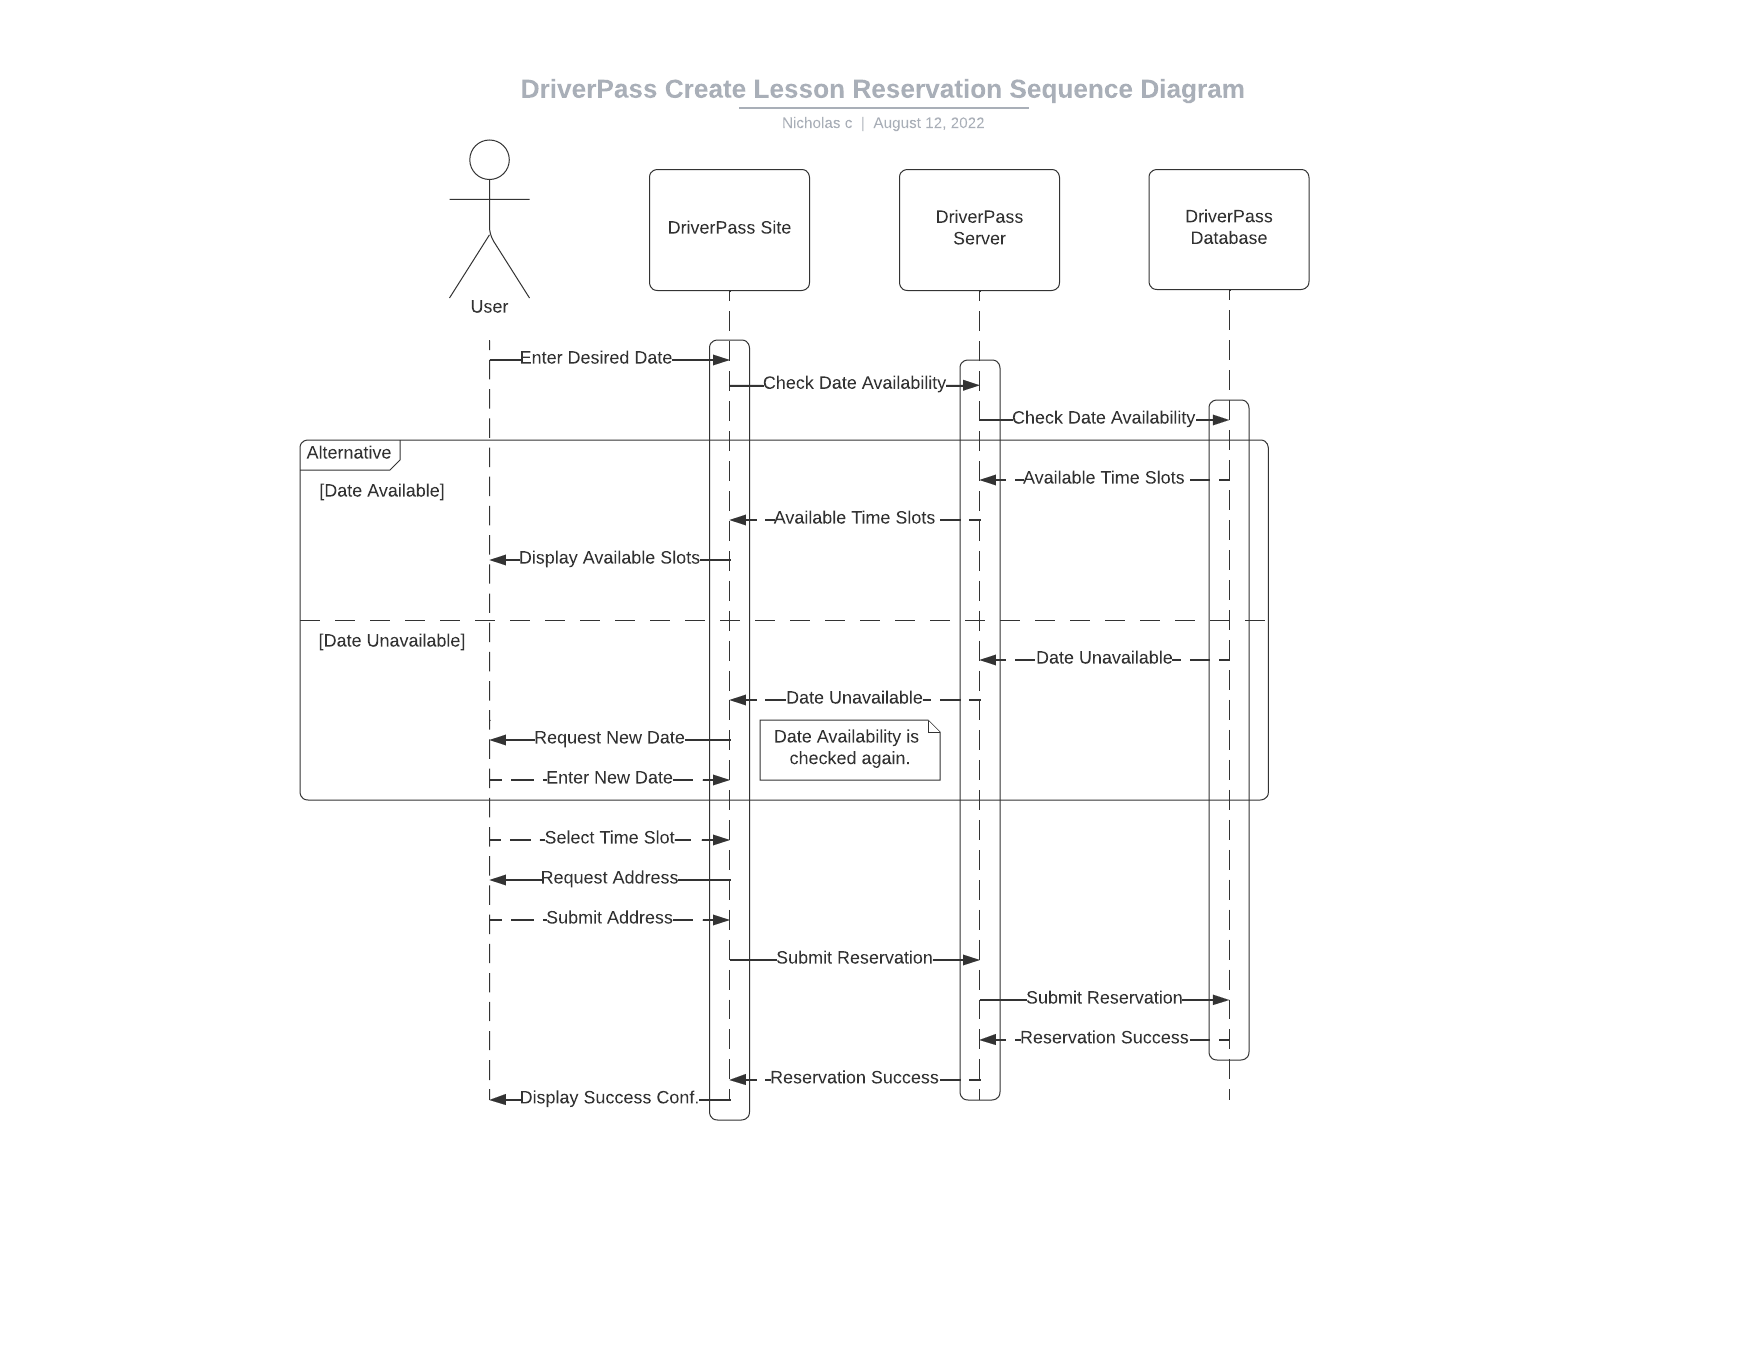 DriverPass Create Lesson Reservation Sequence Diagram
Nicholas c | August 12, 2022
User
DriverPass Site
DriverPass
Server
DriverPass
Database
Enter Desired Date
Check Date Availability
Check Date Availability
Alternative
[Date Available]
Available Time Slots
Available Time Slots
Display Available Slots
[Date Unavailable]
Date Unavailable
Date Unavailable
Request New Date
Date Availability is
checked again.
Enter New Date
Select Time Slot
Request Address
Submit Address
Submit Reservation
Submit Reservation
Reservation Success
Reservation Success
Display Success Conf.